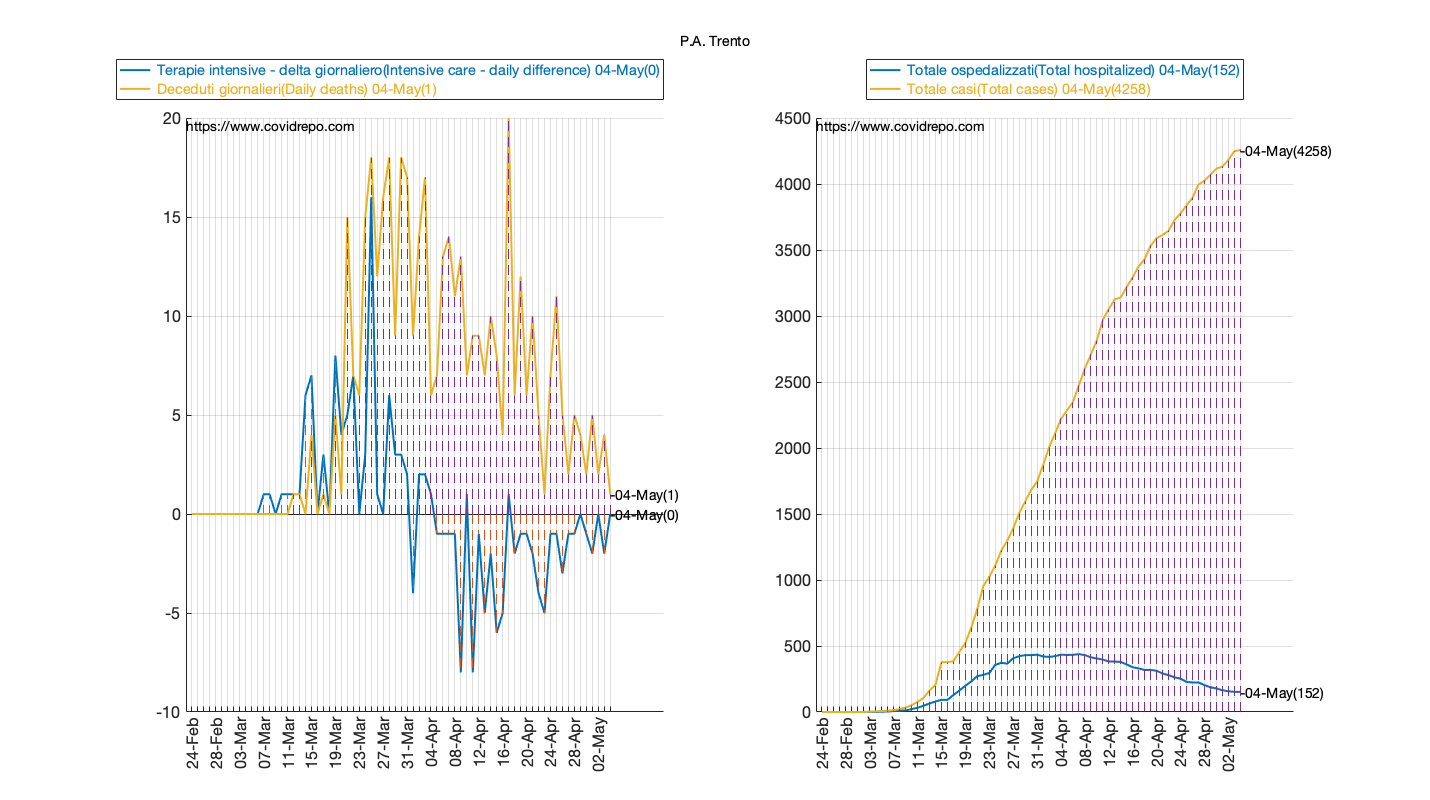 P.A. Trento
Terapie intensive - delta giornaliero(Intensive care - daily difference) 04-May(0)
Deceduti giornalieri(Daily deaths) 04-May(1)
https://www.covidrepo.com
20
15
10
5
0
-5
-10
04-May(1)
04-May(0)
24-Feb
28-Feb
03-Mar
07-Mar
11-Mar
15-Mar
19-Mar
23-Mar
27-Mar
31-Mar
04-Apr
08-Apr
12-Apr
16-Apr
20-Apr
24-Apr
28-Apr
02-May
Totale ospedalizzati(Total hospitalized) 04-May(152)
Totale casi(Total cases) 04-May(4258)
https://www.covidrepo.com
4500
4000
3500
3000
2500
2000
1500
1000
500
0
04-May(4258)
04-May(152)
24-Feb
28-Feb
03-Mar
07-Mar
11-Mar
15-Mar
19-Mar
23-Mar
27-Mar
31-Mar
04-Apr
08-Apr
12-Apr
16-Apr
20-Apr
24-Apr
28-Apr
02-May